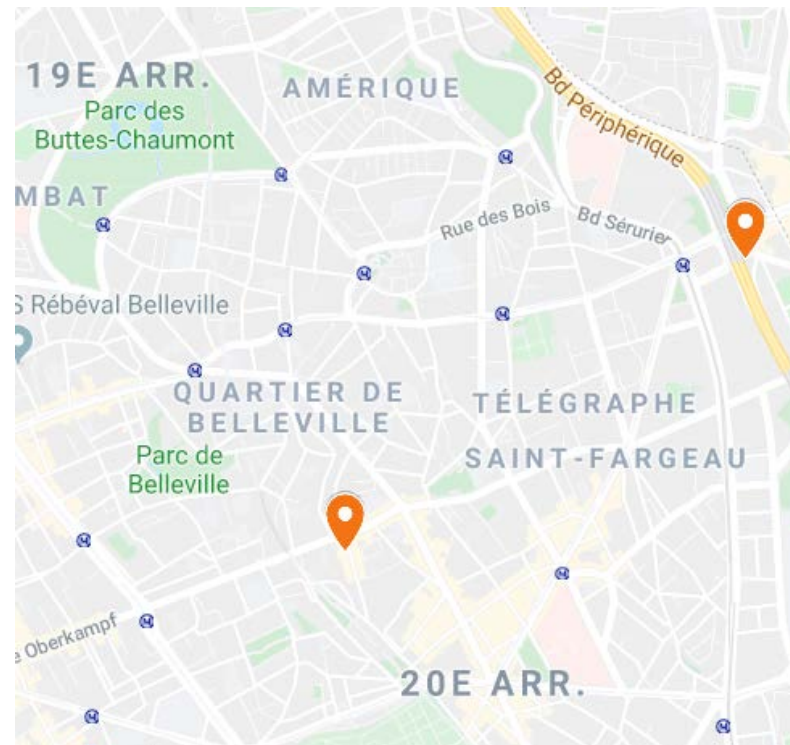 19E ARR.
AMÉRIQUE
Parc des
Buttes-Chaumont
Bd Périphérique
MBAT
Rue des Bois
Bd Sérurier
S Rébéval Belleville
QUARTIER DE
BELLEVILLE
TÉLÉGRAPHE
SAINT-FARGEAU
Parc de
Belleville
e Oberkampf
20E ARR.